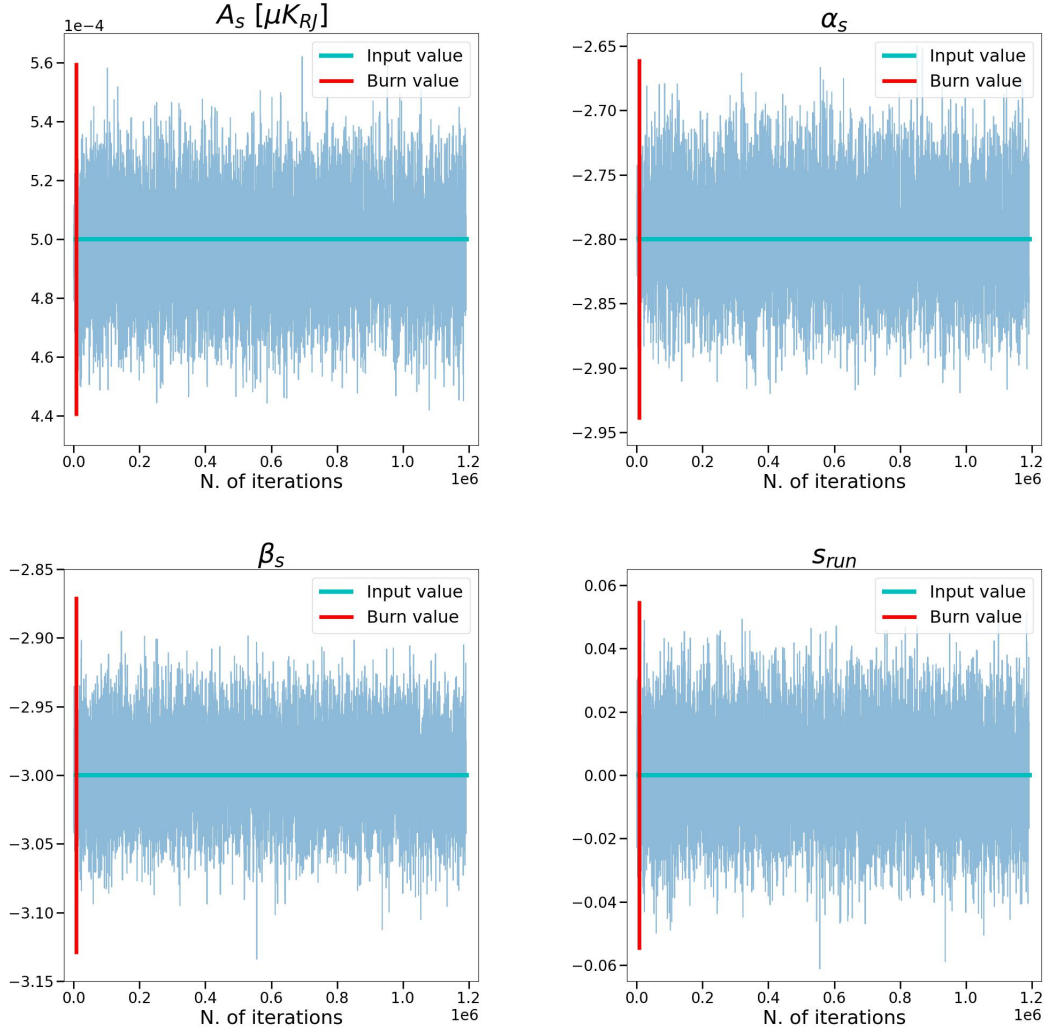 A_s [μK_{RJ}]
1e−4
5.6
5.4
5.2
5.0
4.8
4.6
4.4
Input value
Burn value
0.0 0.2 0.4 0.6 0.8 1.0 1.2
1e6
N. of iterations
α_s
−2.65
−2.70
−2.75
−2.80
−2.85
−2.90
−2.95
Input value
Burn value
0.0 0.2 0.4 0.6 0.8 1.0 1.2
1e6
N. of iterations
β_s
−2.85
−2.90
−2.95
−3.00
−3.05
−3.10
−3.15
Input value
Burn value
0.0 0.2 0.4 0.6 0.8 1.0 1.2
1e6
N. of iterations
s_{run}
0.06
0.04
0.02
0.00
−0.02
−0.04
−0.06
Input value
Burn value
0.0 0.2 0.4 0.6 0.8 1.0 1.2
1e6
N. of iterations